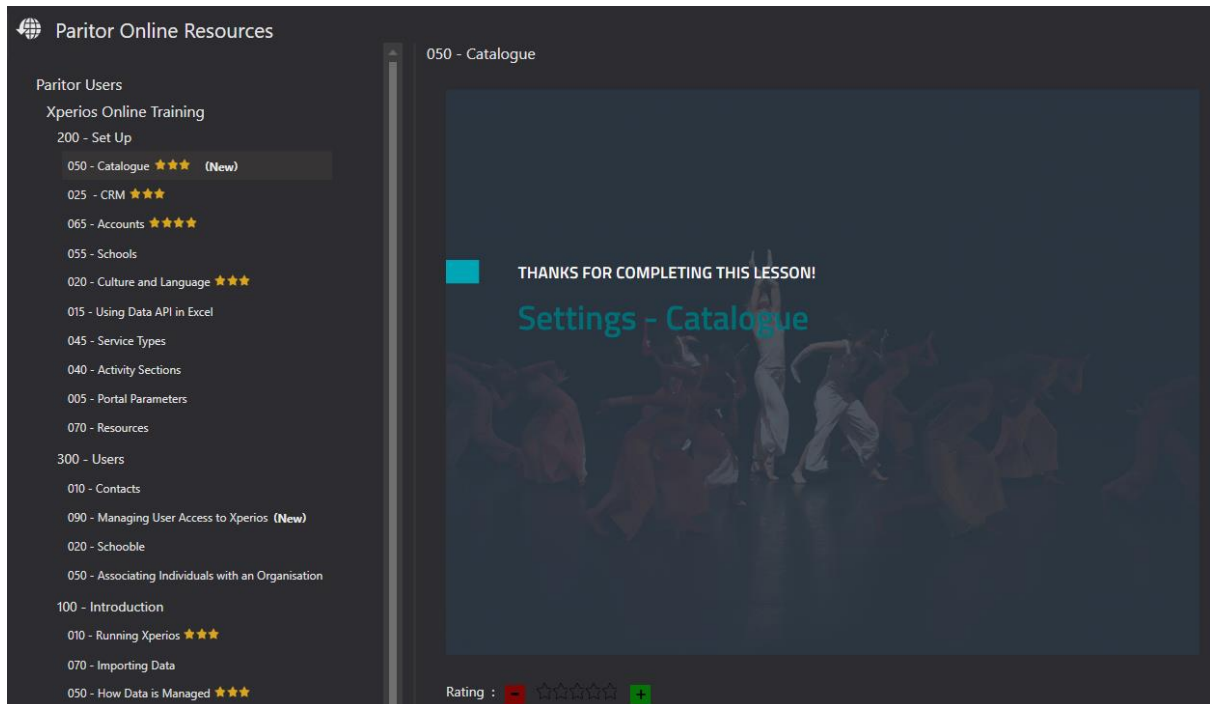 Paritor Online Resources
Paritor Users
Xperios Online Training
200 - Set Up
050 - Catalogue (New)
025 - CRM
065 - Accounts
055 - Schools
020 - Culture and Language
015 - Using Data API in Excel
045 - Service Types
040 - Activity Sections
005 - Portal Parameters
070 - Resources
300 - Users
010 - Contacts
090 - Managing User Access to Xperios (New)
020 - Schooble
050 - Associating Individuals with an Organisation
100 - Introduction
010 - Running Xperios
070 - Importing Data
050 - How Data is Managed
050 - Catalogue
THANKS FOR COMPLETING THIS LESSON!
Settings - Catalogue
Rating : - +